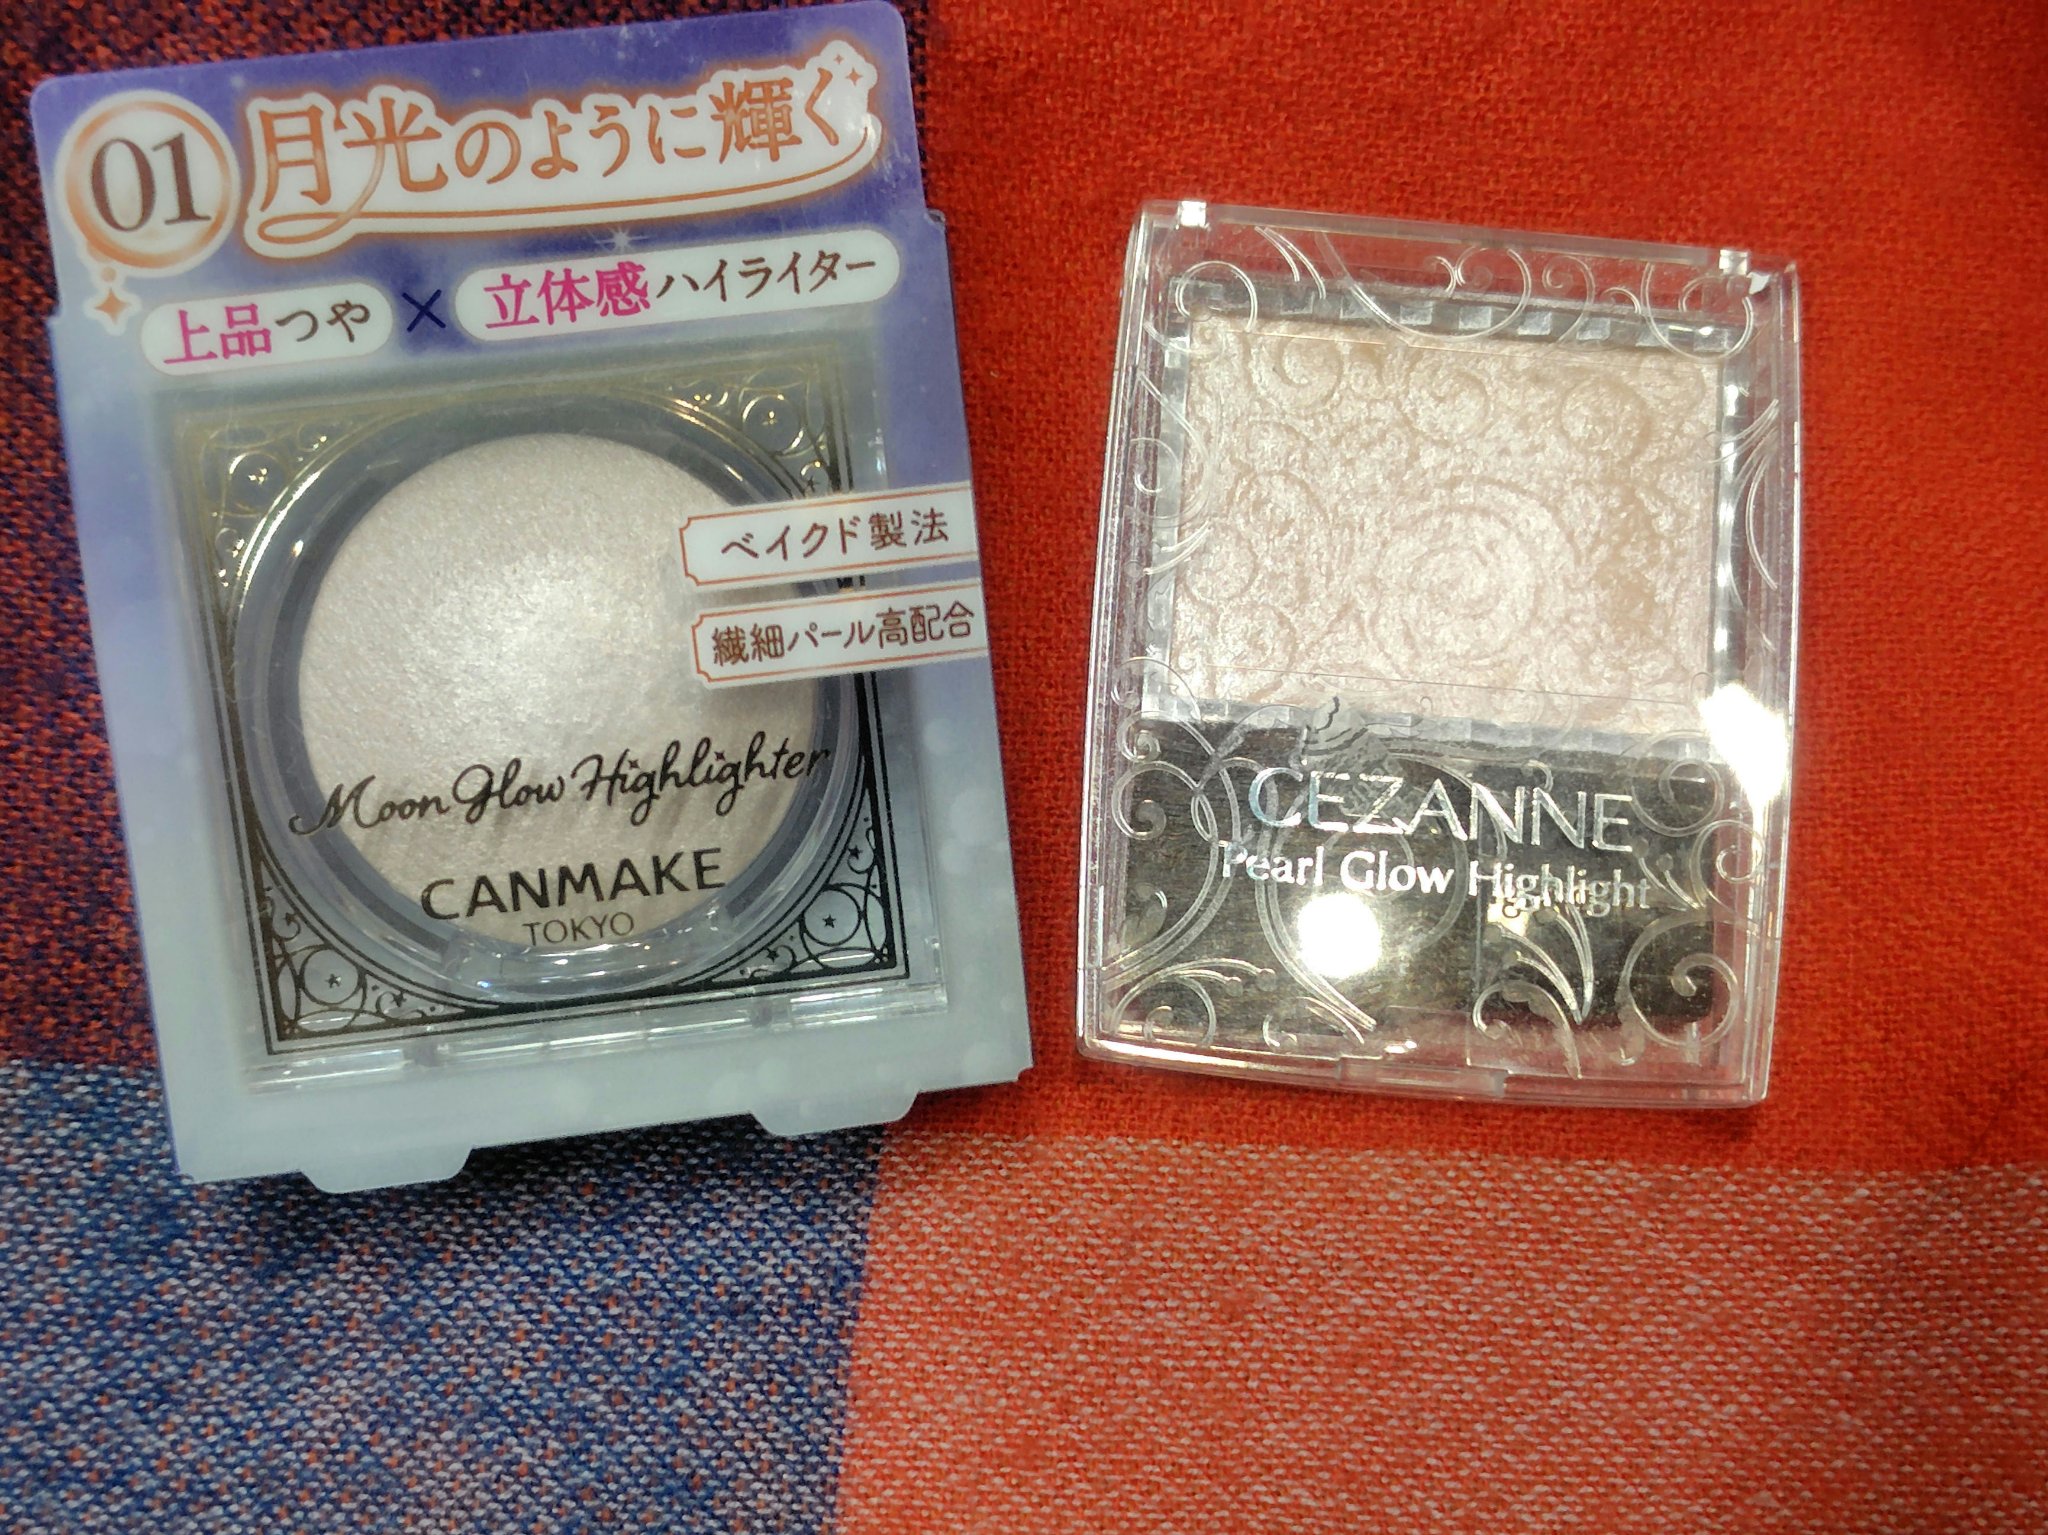 01
月光のように輝く
上品つや×立体感ハイライター
ベイクド製法
繊細パール高配合
Moon Glow Highlighter
CANMAKE
TOKYO
CEZANNE
Pearl Glow Highlight